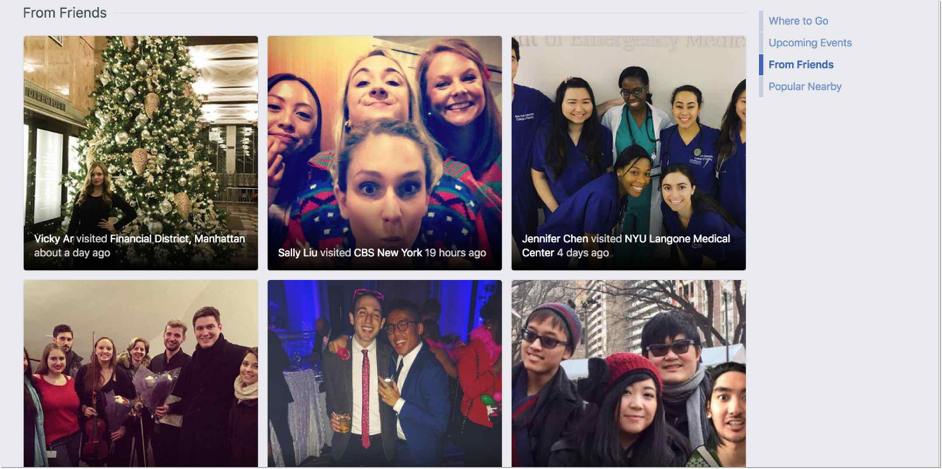 From Friends
Where to Go
Upcoming Events
From Friends
Popular Nearby
Vicky Ar visited Financial District, Manhattan
about a day ago
Sally Liu visited CBS New York 19 hours ago
Jennifer Chen visited NYU Langone Medical
Center 4 days ago